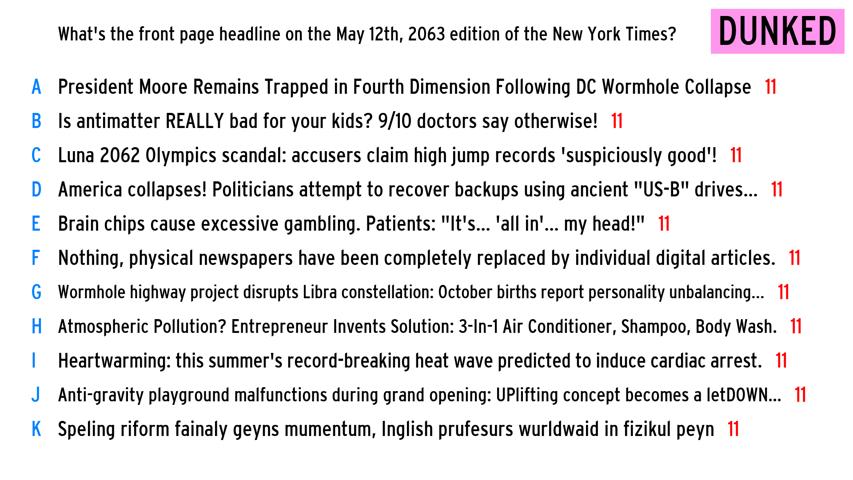 What's the front page headline on the May 12th, 2063 edition of the New York Times? DUNKED
A President Moore Remains Trapped in Fourth Dimension Following DC Wormhole Collapse 11
B Is antimatter REALLY bad for your kids? 9/10 doctors say otherwise! 11
C Luna 2062 Olympics scandal: accusers claim high jump records 'suspiciously good'! 11
D America collapses! Politicians attempt to recover backups using ancient "US-B" drives... 11
E Brain chips cause excessive gambling. Patients: "It's... 'all in'... my head!" 11
F Nothing, physical newspapers have been completely replaced by individual digital articles. 11
G Wormhole highway project disrupts Libra constellation: October births report personality unbalancing... 11
H Atmospheric Pollution? Entrepreneur Invents Solution: 3-In-1 Air Conditioner, Shampoo, Body Wash. 11
I Heartwarming: this summer's record-breaking heat wave predicted to induce cardiac arrest. 11
J Anti-gravity playground malfunctions during grand opening: UPlifting concept becomes a letDOWN... 11
K Speling riform fainaly geyns mumentum, Inglish prufesurs wurldwaid in fizikul peyn 11